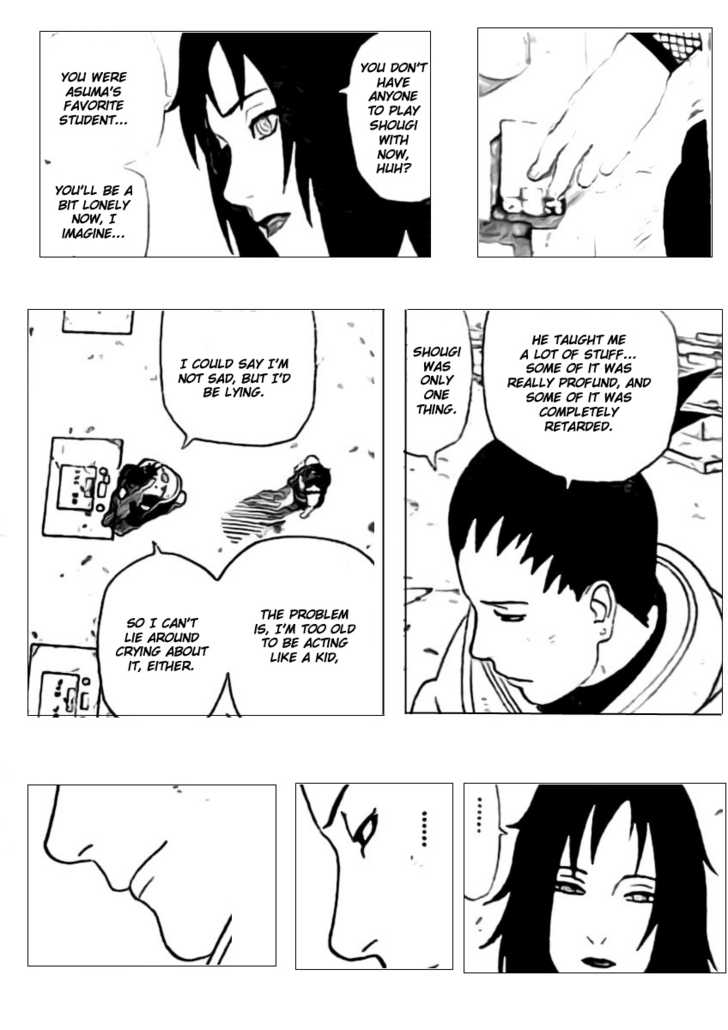 YOU WERE
ASUMA'S
FAVORITE
STUDENT...
YOU'LL BE A
BIT LONELY
NOW, I
IMAGINE...
YOU DON'T
HAVE
ANYONE
TO PLAY
SHOUGI
WITH
NOW,
HUH?
I COULD SAY I'M
NOT SAD, BUT I'D
BE LYING.
THE PROBLEM
IS, I'M TOO OLD
TO BE ACTING
LIKE A KID,
SO I CAN'T
LIE AROUND
CRYING ABOUT
IT, EITHER.
SHOUGI
WAS
ONLY
ONE
THING.
HE TAUGHT ME
A LOT OF STUFF...
SOME OF IT WAS
REALLY PROFUND, AND
SOME OF IT WAS
COMPLETELY
RETARDED.
........
........